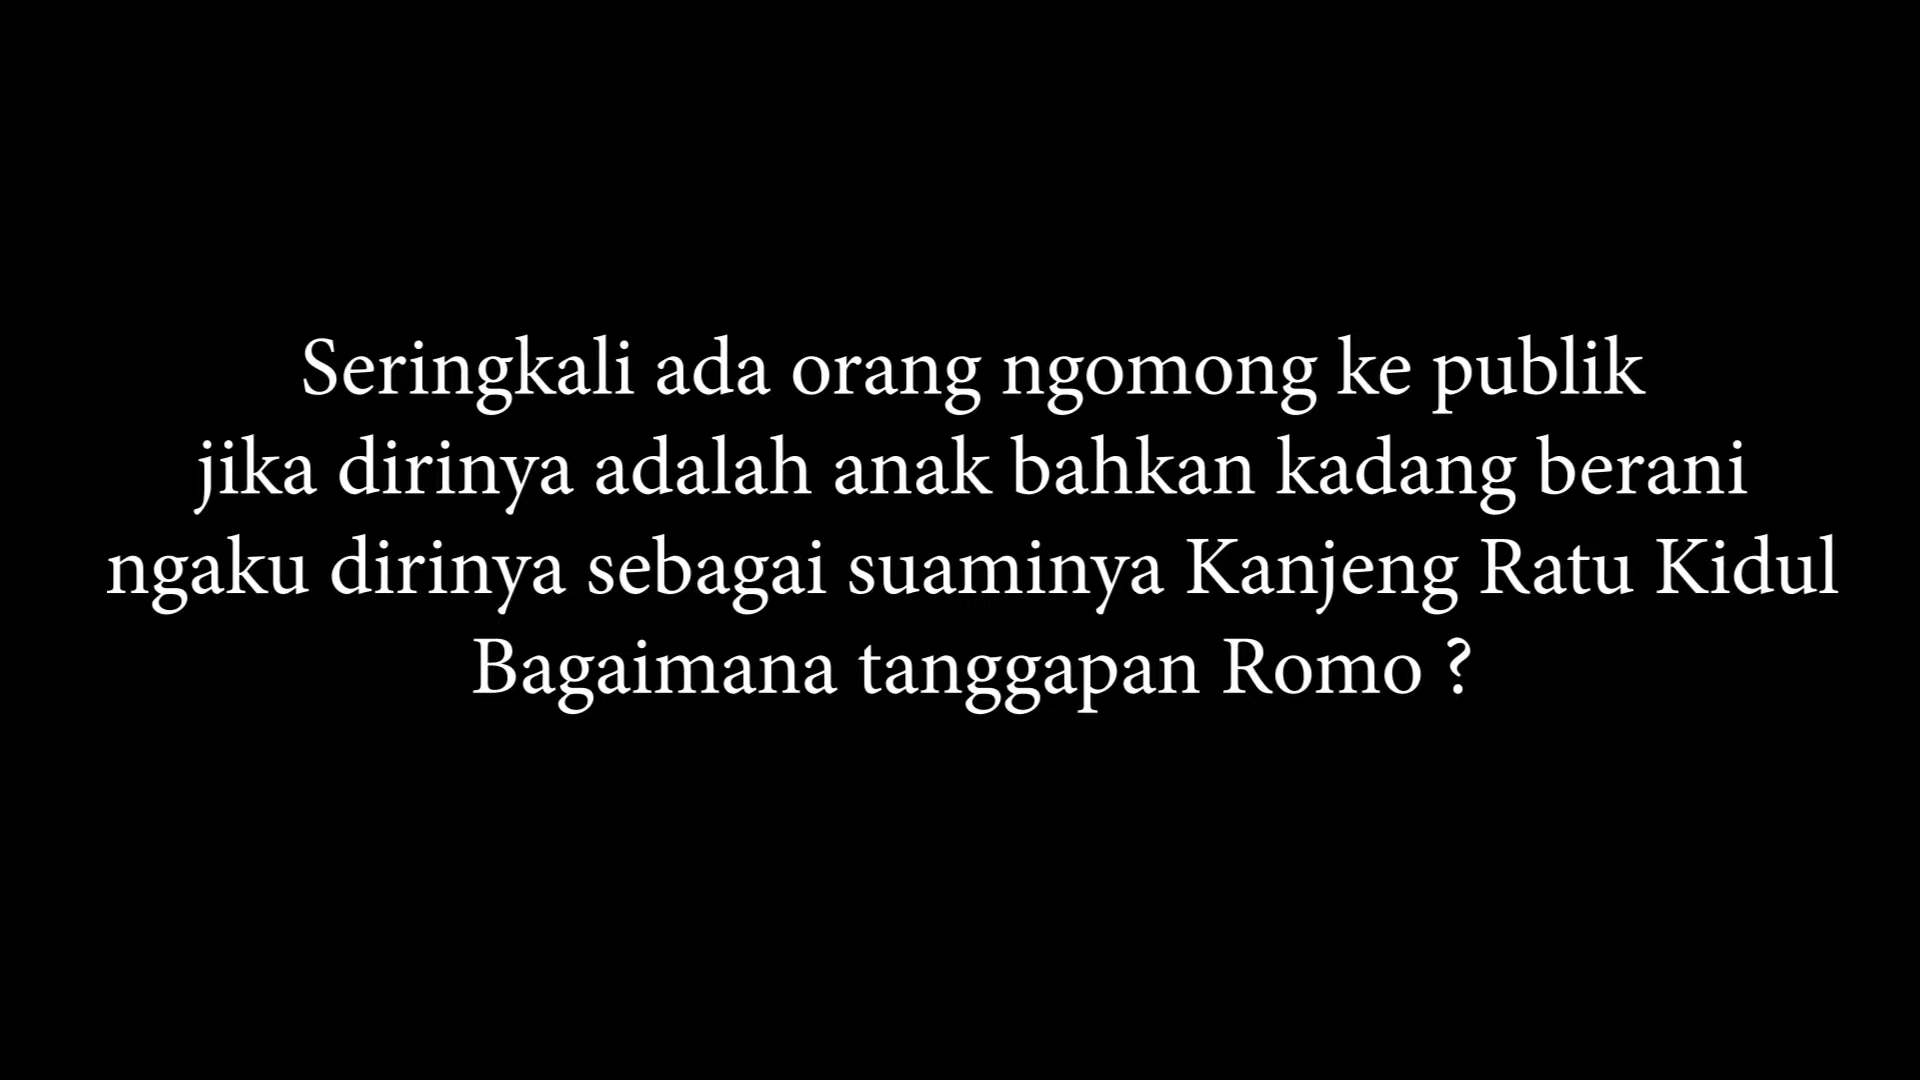 Seringkali ada orang ngomong ke publik
jika dirinya adalah anak bahkan kadang berani
ngaku dirinya sebagai suaminya Kanjeng Ratu Kidul
Bagaimana tanggapan Romo ?